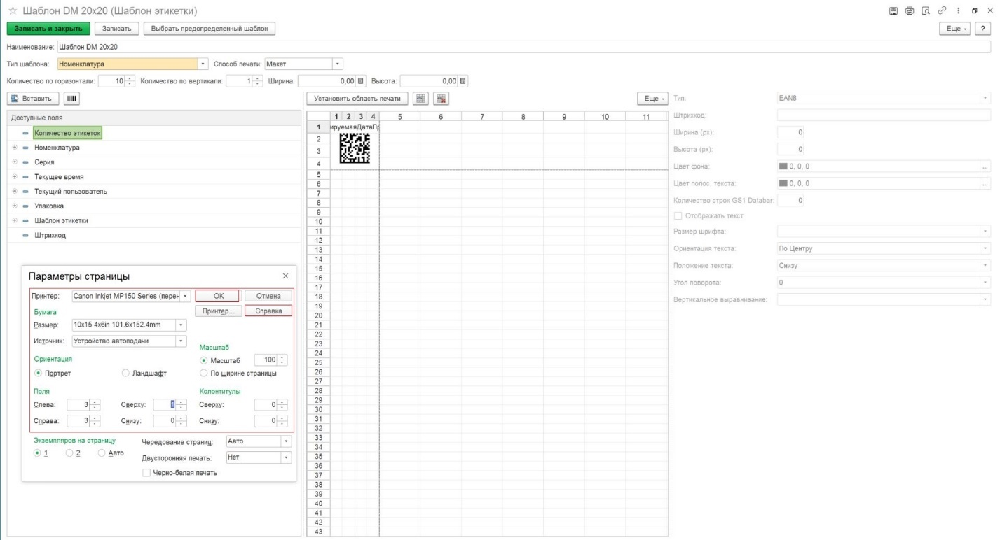 Шаблон DM 20x20 (Шаблон этикетки)
Записать и закрыть Записать Выбрать предопределенный шаблон Еще ?
Наименование: Шаблон DM 20x20
Тип шаблона: Номенклатура Способ печати: Макет
Количество по горизонтали: 10 Количество по вертикали: 1 Ширина: 0,00 Высота: 0,00
Вставить Установить область печати Еще
Доступные поля
Количество этикеток
Номенклатура
Серия
Текущее время
Текущий пользователь
Упаковка
Шаблон этикетки
Штрихкод
1 2 3 4 5 6 7 8 9 10 11
1 ируемаяДатаПр
2
3
4
5
6
7
8
9
10
11
12
13
14
15
16
17
18
19
20
21
22
23
24
25
26
27
28
29
30
31
32
33
34
35
36
37
38
39
40
41
42
43
Тип: EAN8
Штрихкод:
Ширина (px): 0
Высота (px): 0
Цвет фона: 0, 0, 0 ...
Цвет полос, текста: 0, 0, 0 ...
Количество строк GS1 Databar: 0
Отображать текст
Размер шрифта:
Ориентация текста: По Центру
Положение текста: Снизу
Угол поворота: 0
Вертикальное выравнивание:
Параметры страницы
Принтер: Canon Inkjet MP150 Series (перен OK Отмена
Бумага Принтер... Справка
Размер: 10x15 4x6in 101.6x152.4mm
Источник: Устройство автоподачи
Масштаб
Ориентация Масштаб 100
Портрет Ландшафт По ширине страницы
Поля Колонтитулы
Слева: 3 Сверху: 1 Сверху: 0
Справа: 3 Снизу: 0 Снизу: 0
Экземпляров на страницу Чередование страниц: Авто
1 2 Авто Двусторонняя печать: Нет
Черно-белая печать